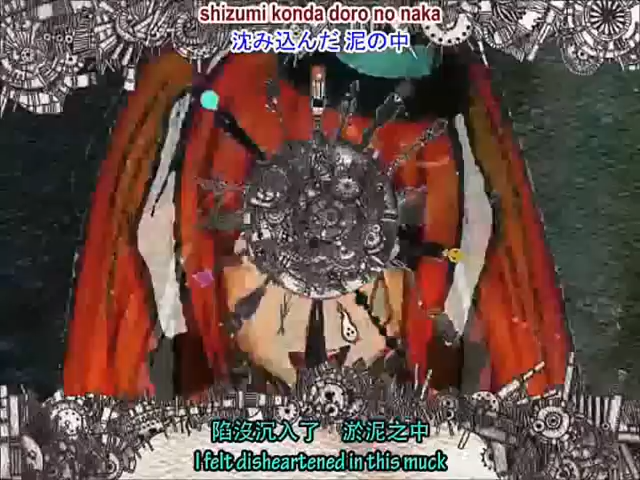 shizumi konda doro no naka
沈み込んだ 泥の中
陷沒沉入了 淤泥之中
I felt disheartened in this muck